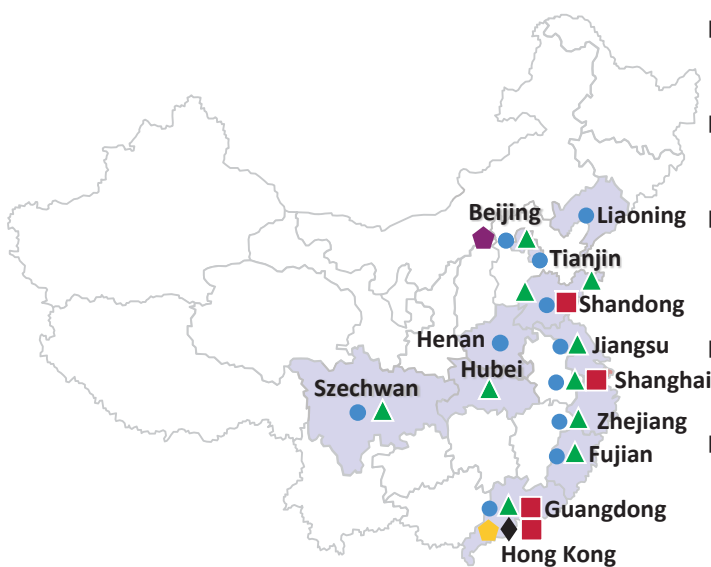 Beijing
Liaoning
Tianjin
Shandong
Henan
Jiangsu
Hubei
Shanghai
Szechwan
Zhejiang
Fujian
Guangdong
Hong Kong